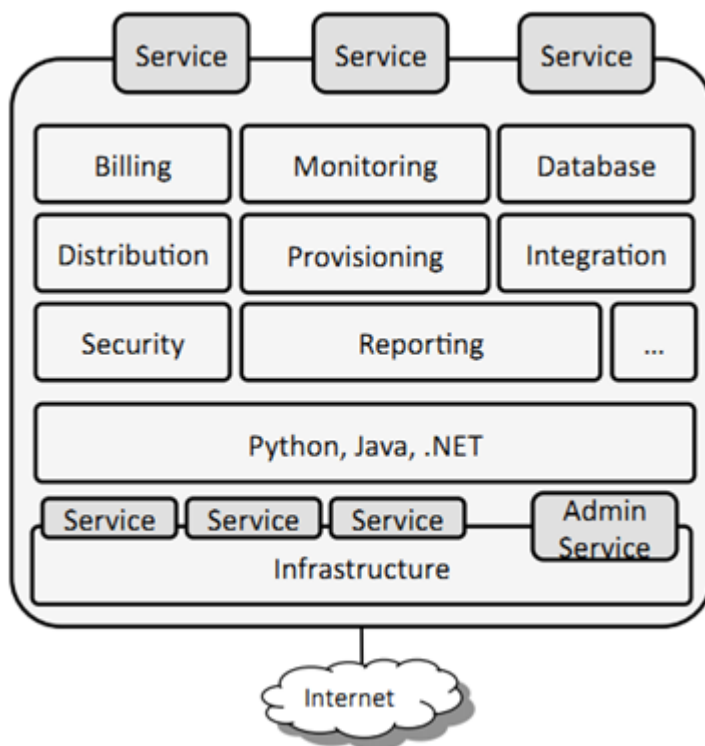 Service Service Service
Billing Monitoring Database
Distribution Provisioning Integration
Security Reporting ...
Python, Java, .NET
Service Service Service Admin
Service
Infrastructure
Internet